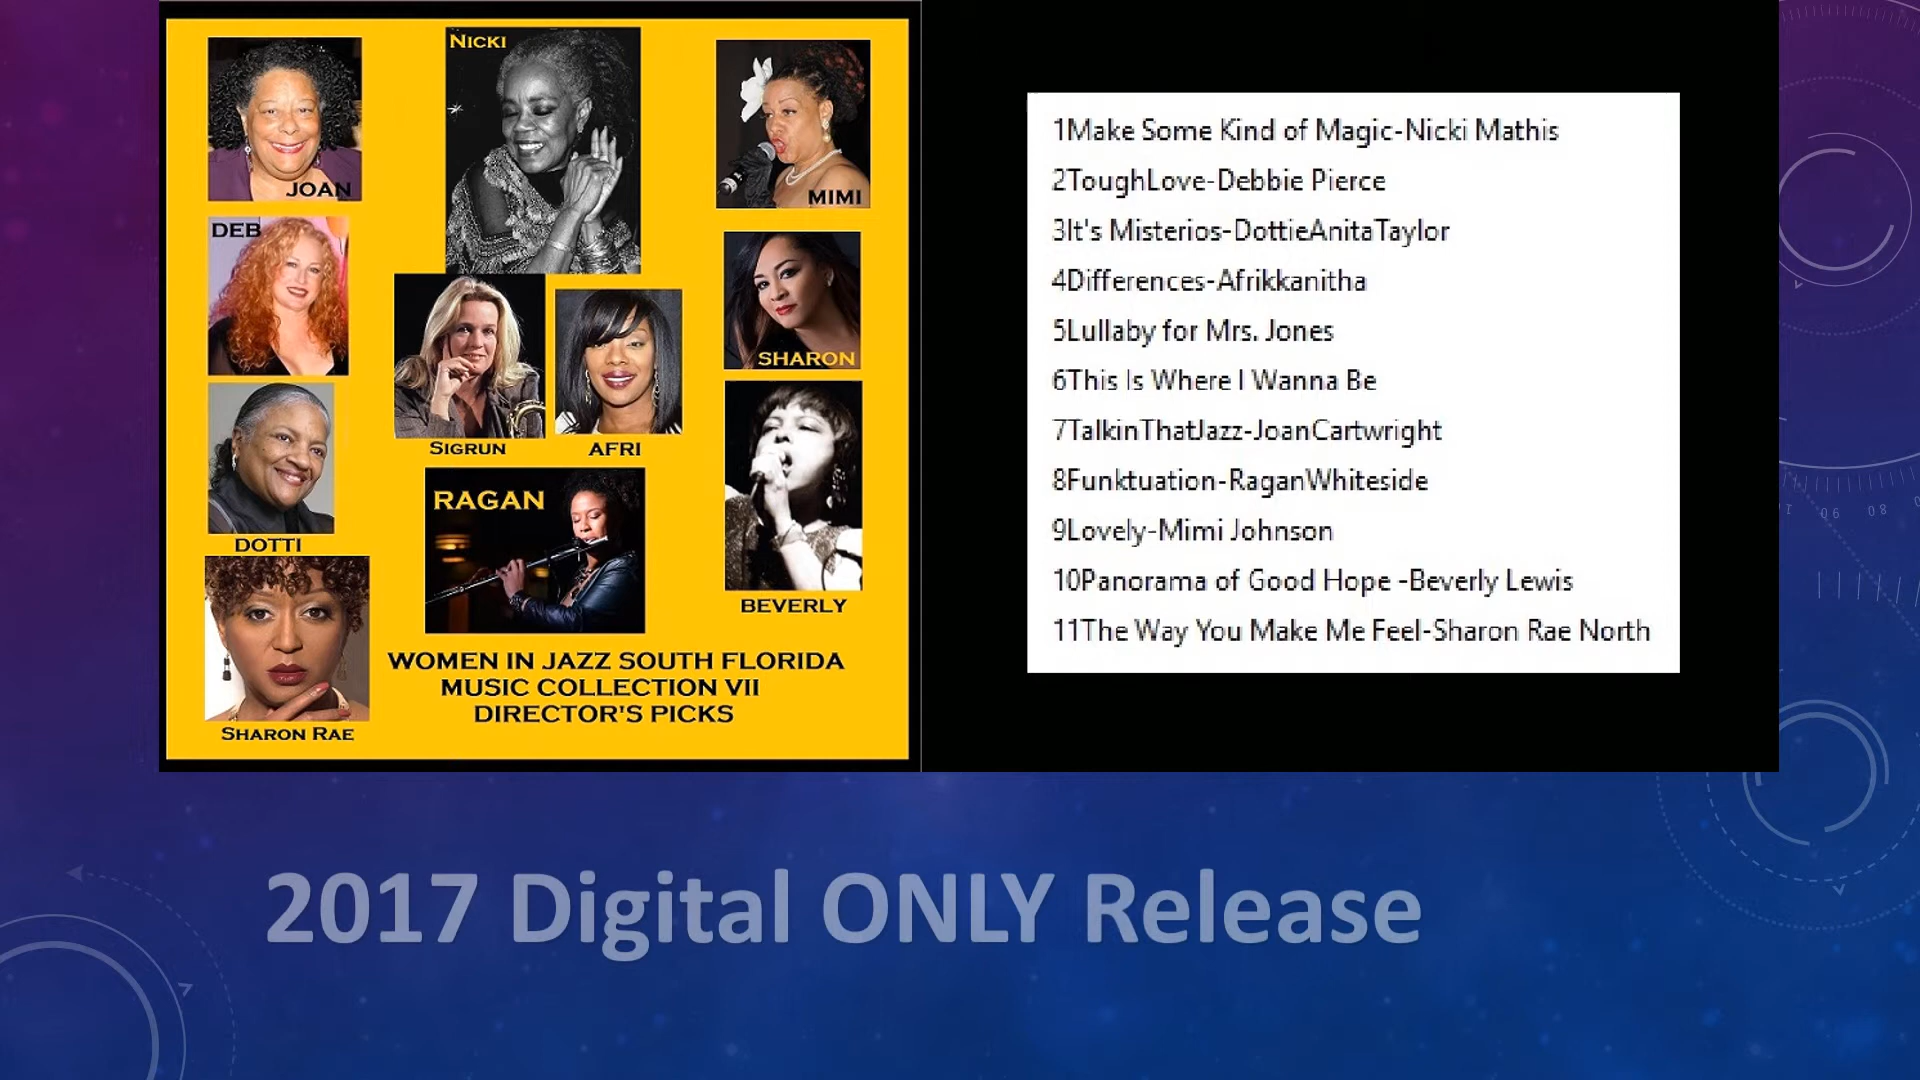 NICKI
JOAN
MIMI
DEB
SHARON
SIGRUN
AFRI
RAGAN
DOTTI
BEVERLY
SHARON RAE
WOMEN IN JAZZ SOUTH FLORIDA
MUSIC COLLECTION VII
DIRECTOR'S PICKS
1Make Some Kind of Magic-Nicki Mathis
2ToughLove-Debbie Pierce
3It's Misterios-DottieAnitaTaylor
4Differences-Afrikkanitha
5Lullaby for Mrs. Jones
6This Is Where I Wanna Be
7TalkinThatJazz-JoanCartwright
8Funktuation-RaganWhiteside
9Lovely-Mimi Johnson
10Panorama of Good Hope -Beverly Lewis
11The Way You Make Me Feel-Sharon Rae North
2017 Digital ONLY Release